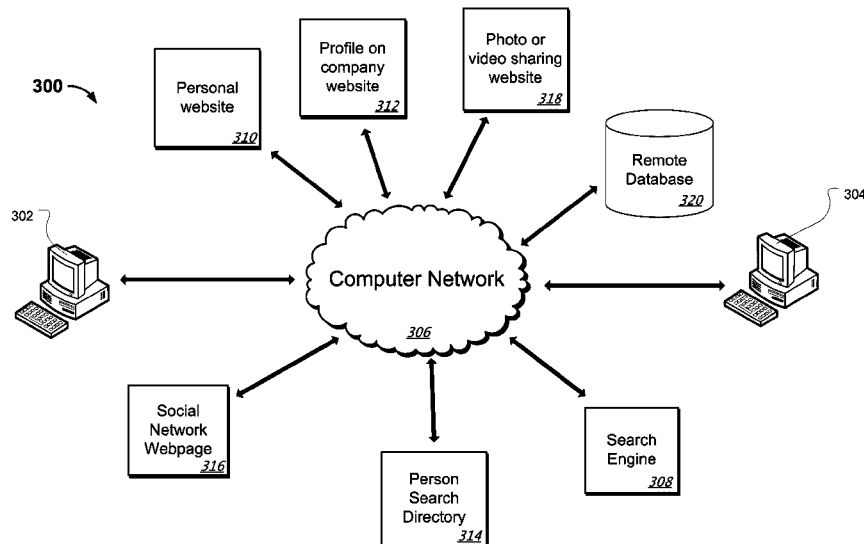 300
Personal
website
310
Profile on
company
website
312
Photo or
video sharing
website
318
Remote
Database
320
302
304
Computer Network
306
Social
Network
Webpage
316
Person
Search
Directory
314
Search
Engine
308